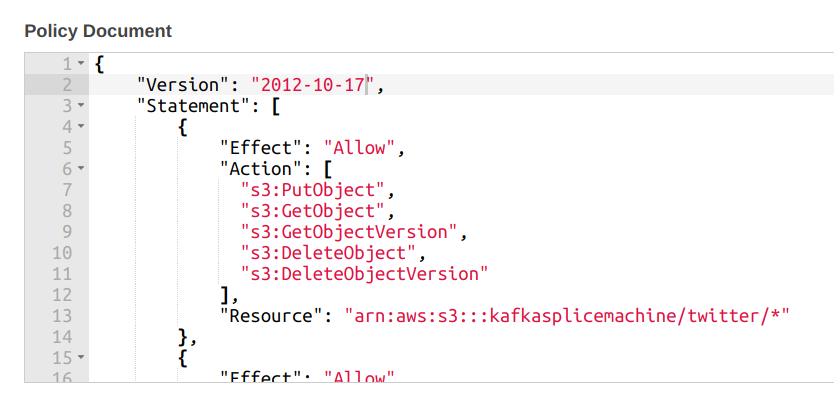 Policy Document
1 {
2 "Version": "2012-10-17",
3 "Statement": [
4 {
5 "Effect": "Allow",
6 "Action": [
7 "s3:PutObject",
8 "s3:GetObject",
9 "s3:GetObjectVersion",
10 "s3:DeleteObject",
11 "s3:DeleteObjectVersion"
12 ],
13 "Resource": "arn:aws:s3:::kafkasplicemachine/twitter/*"
14 },
15 {
16 "Effect": "Allow"